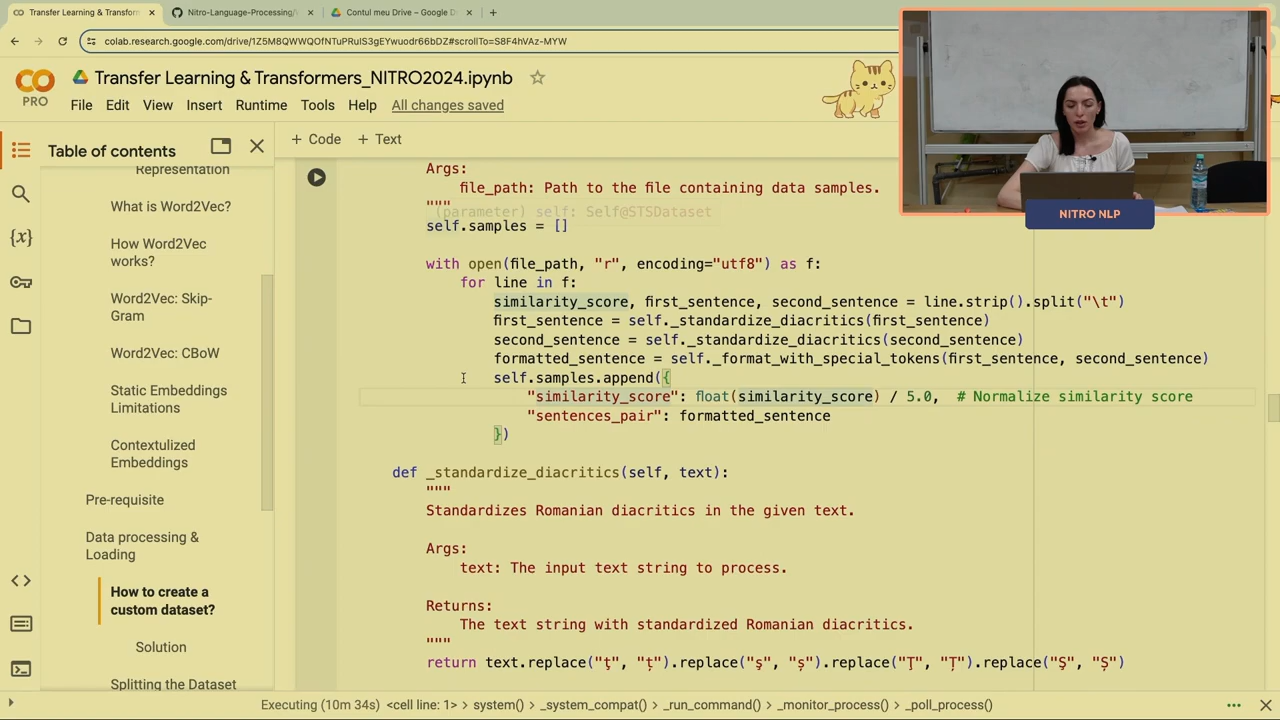 Transfer Learning & Transform
Nitro-Language-Processing/
Contul meu Drive – Google D
colab.research.google.com/drive/1Z5M8QWWQOfNTuPRulS3gEYwuodr66bDZ#scrollTo=S8F4hVAz-MYW
Transfer Learning & Transformers_NITRO2024.ipynb
PRO
File Edit View Insert Runtime Tools Help All changes saved
NITRO NLP
Table of contents
+ Code + Text
Representation
What is Word2Vec?
How Word2Vec
works?
Word2Vec: Skip-
Gram
Word2Vec: CBoW
Static Embeddings
Limitations
Contextulized
Embeddings
Pre-requisite
Data processing &
Loading
How to create a
custom dataset?
Solution
Splitting the Dataset
Args:
file_path: Path to the file containing data samples.
"""
(parameter) self: Self@STSDataset
self.samples = []
with open(file_path, "r", encoding="utf8") as f:
for line in f:
similarity_score, first_sentence, second_sentence = line.strip().split("\t")
first_sentence = self._standardize_diacritics(first_sentence)
second_sentence = self._standardize_diacritics(second_sentence)
formatted_sentence = self._format_with_special_tokens(first_sentence, second_sentence)
self.samples.append({
"similarity_score": float(similarity_score) / 5.0,  # Normalize similarity score
"sentences_pair": formatted_sentence
})
def _standardize_diacritics(self, text):
"""
Standardizes Romanian diacritics in the given text.
Args:
text: The input text string to process.
Returns:
The text string with standardized Romanian diacritics.
"""
return text.replace("ţ", "ț").replace("ş", "ș").replace("Ţ", "Ț").replace("Ş", "Ș")
Executing (10m 34s) <cell line: 1> > system() > _system_compat() > _run_command() > _monitor_process() > _poll_process()